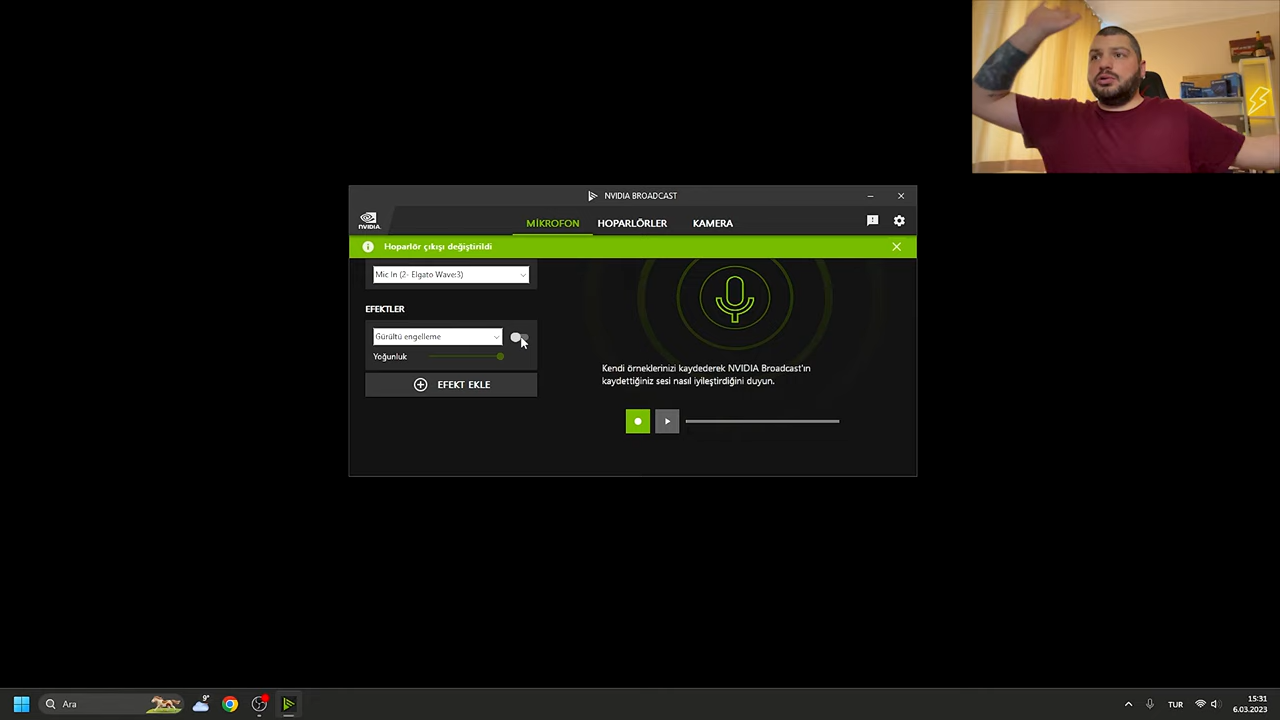 NVIDIA BROADCAST
NVIDIA
MİKROFON
HOPARLÖRLER
KAMERA
Hoparlör çıkışı değiştirildi
Mic In (2- Elgato Wave:3)
EFEKTLER
Gürültü engelleme
Yoğunluk
EFEKT EKLE
Kendi örneklerinizi kaydederek NVIDIA Broadcast'ın
kaydettiğiniz sesi nasıl iyileştirdiğini duyun.
Ara
9°
TUR
15:31
6.03.2023